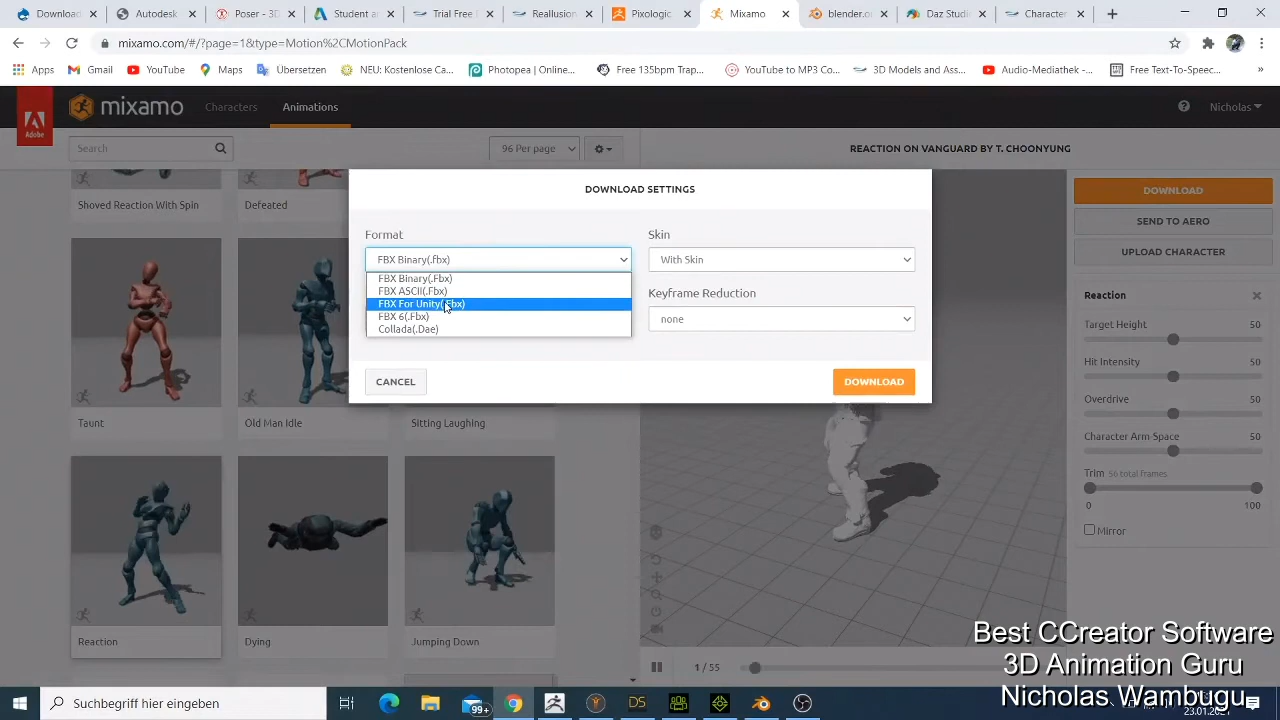 Download
Autodesk
Poser - 3D
Student an
Trial Free D
Reallusion
Pixologic
Mixamo
blender.or
Daz Studi
Character
mixamo.com/#/?page=1&type=Motion%2CMotionPack
Apps
Gmail
YouTube
Maps
Übersetzen
NEU: Kostenlose Ca...
Photopea | Online...
Free 135bpm Trap...
YouTube to MP3 Co...
3D Models and Ass...
Audio-Mediathek -...
Free Text-To-Speec...
»
Adobe
mixamo
Characters
Animations
Nicholas
Search
96 Per page
REACTION ON VANGUARD BY T. CHOONYUNG
DOWNLOAD SETTINGS
Format
Skin
FBX Binary(.fbx)
With Skin
FBX Binary(.Fbx)
FBX ASCII(.Fbx)
FBX For Unity(.Fbx)
FBX 6(.Fbx)
Collada(.Dae)
Keyframe Reduction
none
CANCEL
DOWNLOAD
Shoved Reaction With Spin
Defeated
Taunt
Old Man Idle
Sitting Laughing
Reaction
Dying
Jumping Down
DOWNLOAD
SEND TO AERO
UPLOAD CHARACTER
Reaction
Target Height 50
Hit Intensity 50
Overdrive 50
Character Arm Space 50
Trim 56 total frames
0 100
Mirror
1 / 55
Best CCreator Software
3D Animation Guru
Nicholas Wambugu
Suchbegriff hier eingeben
99+
DS